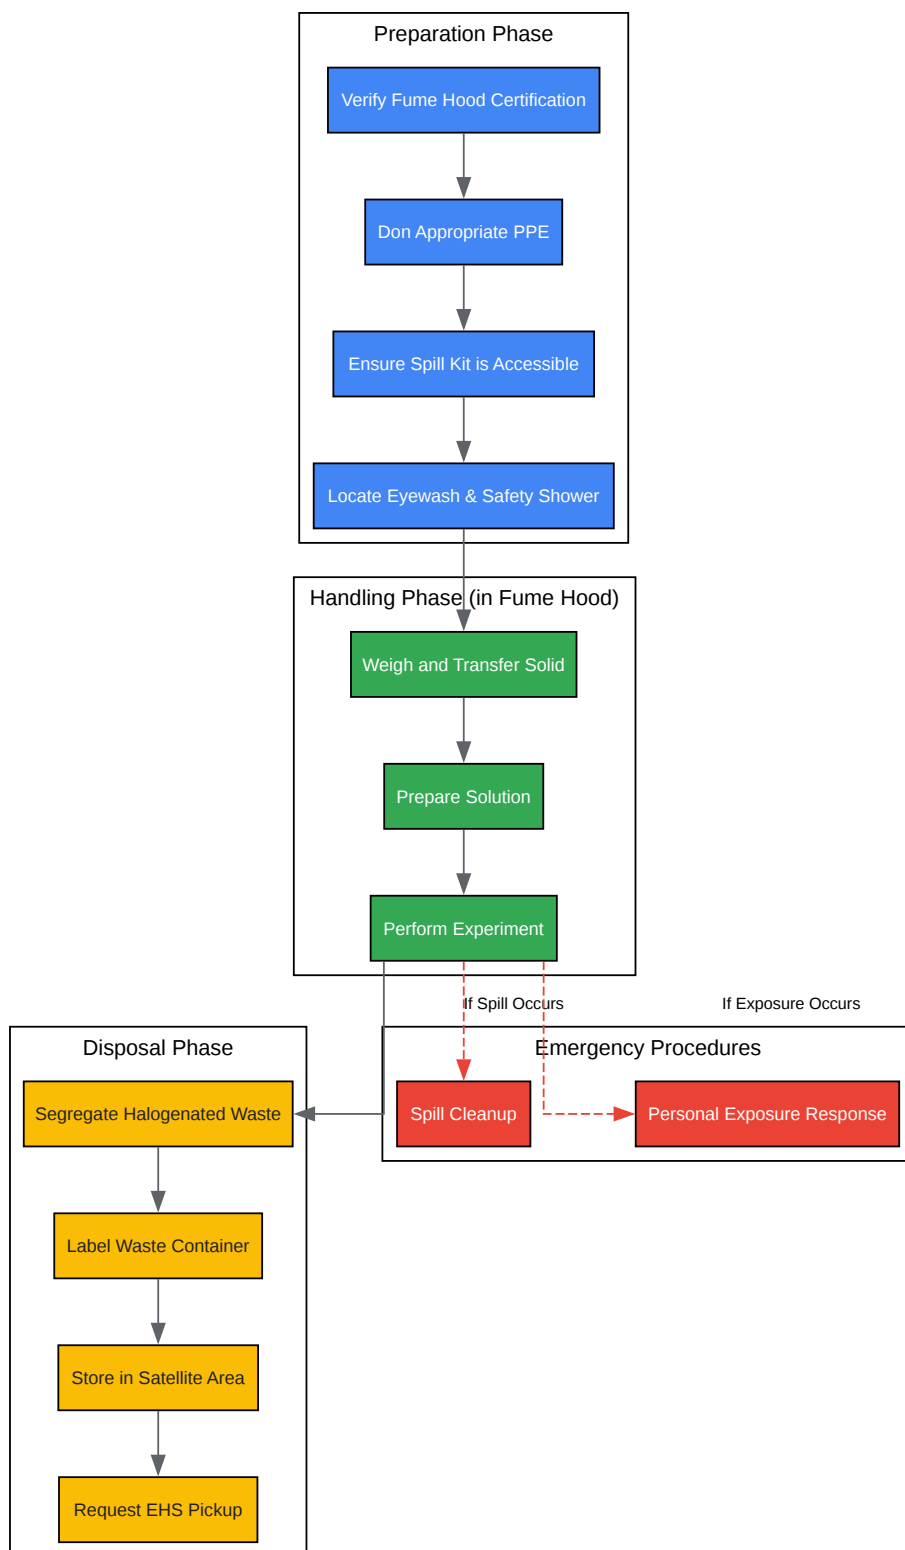 Preparation Phase
Verify Fume Hood Certification
Don Appropriate PPE
Ensure Spill Kit is Accessible
Locate Eyewash & Safety Shower
Handling Phase (in Fume Hood)
Weigh and Transfer Solid
Prepare Solution
Perform Experiment
If Spill Occurs
If Exposure Occurs
Disposal Phase
Emergency Procedures
Segregate Halogenated Waste
Spill Cleanup
Personal Exposure Response
Label Waste Container
Store in Satellite Area
Request EHS Pickup